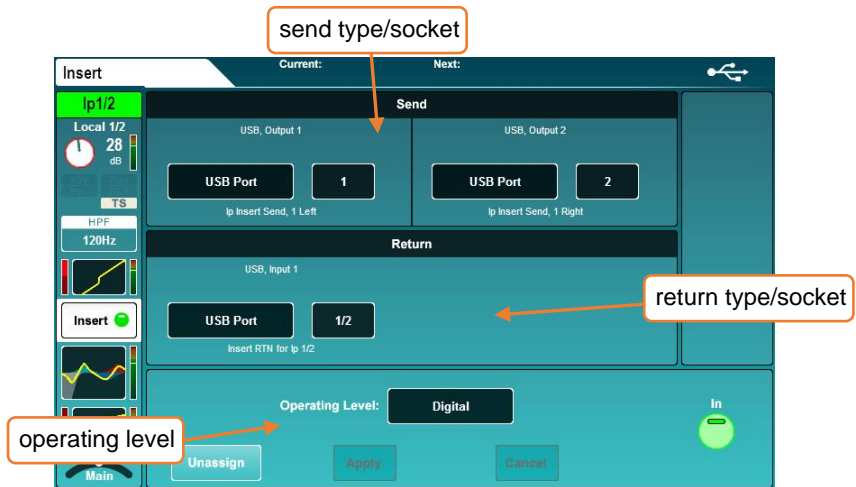 send type/socket
Insert
Current:
Next:
Ip1/2
Local 1/2
28
dB
TS
HPF
120Hz
Insert
Main
Send
USB, Output 1
USB, Output 2
USB Port
1
USB Port
2
Ip Insert Send, 1 Left
Ip Insert Send, 1 Right
Return
USB, Input 1
USB Port
1/2
Insert RTN for Ip 1/2
return type/socket
Operating Level:
Digital
In
operating level
Unassign
Apply
Cancel